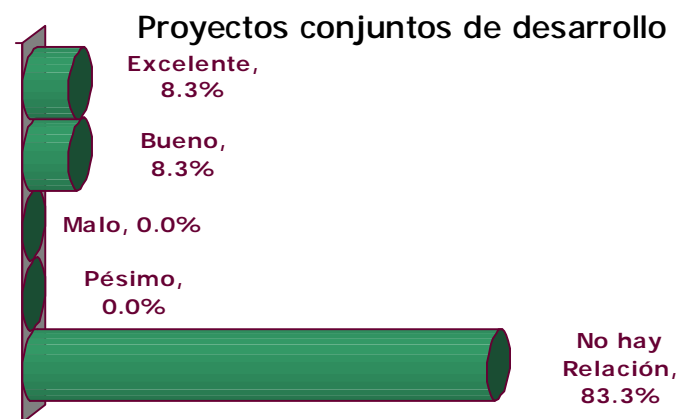 Proyectos conjuntos de desarrollo
Excelente,
8.3%
Bueno,
8.3%
Malo, 0.0%
Pésimo,
0.0%
No hay
Relación,
83.3%